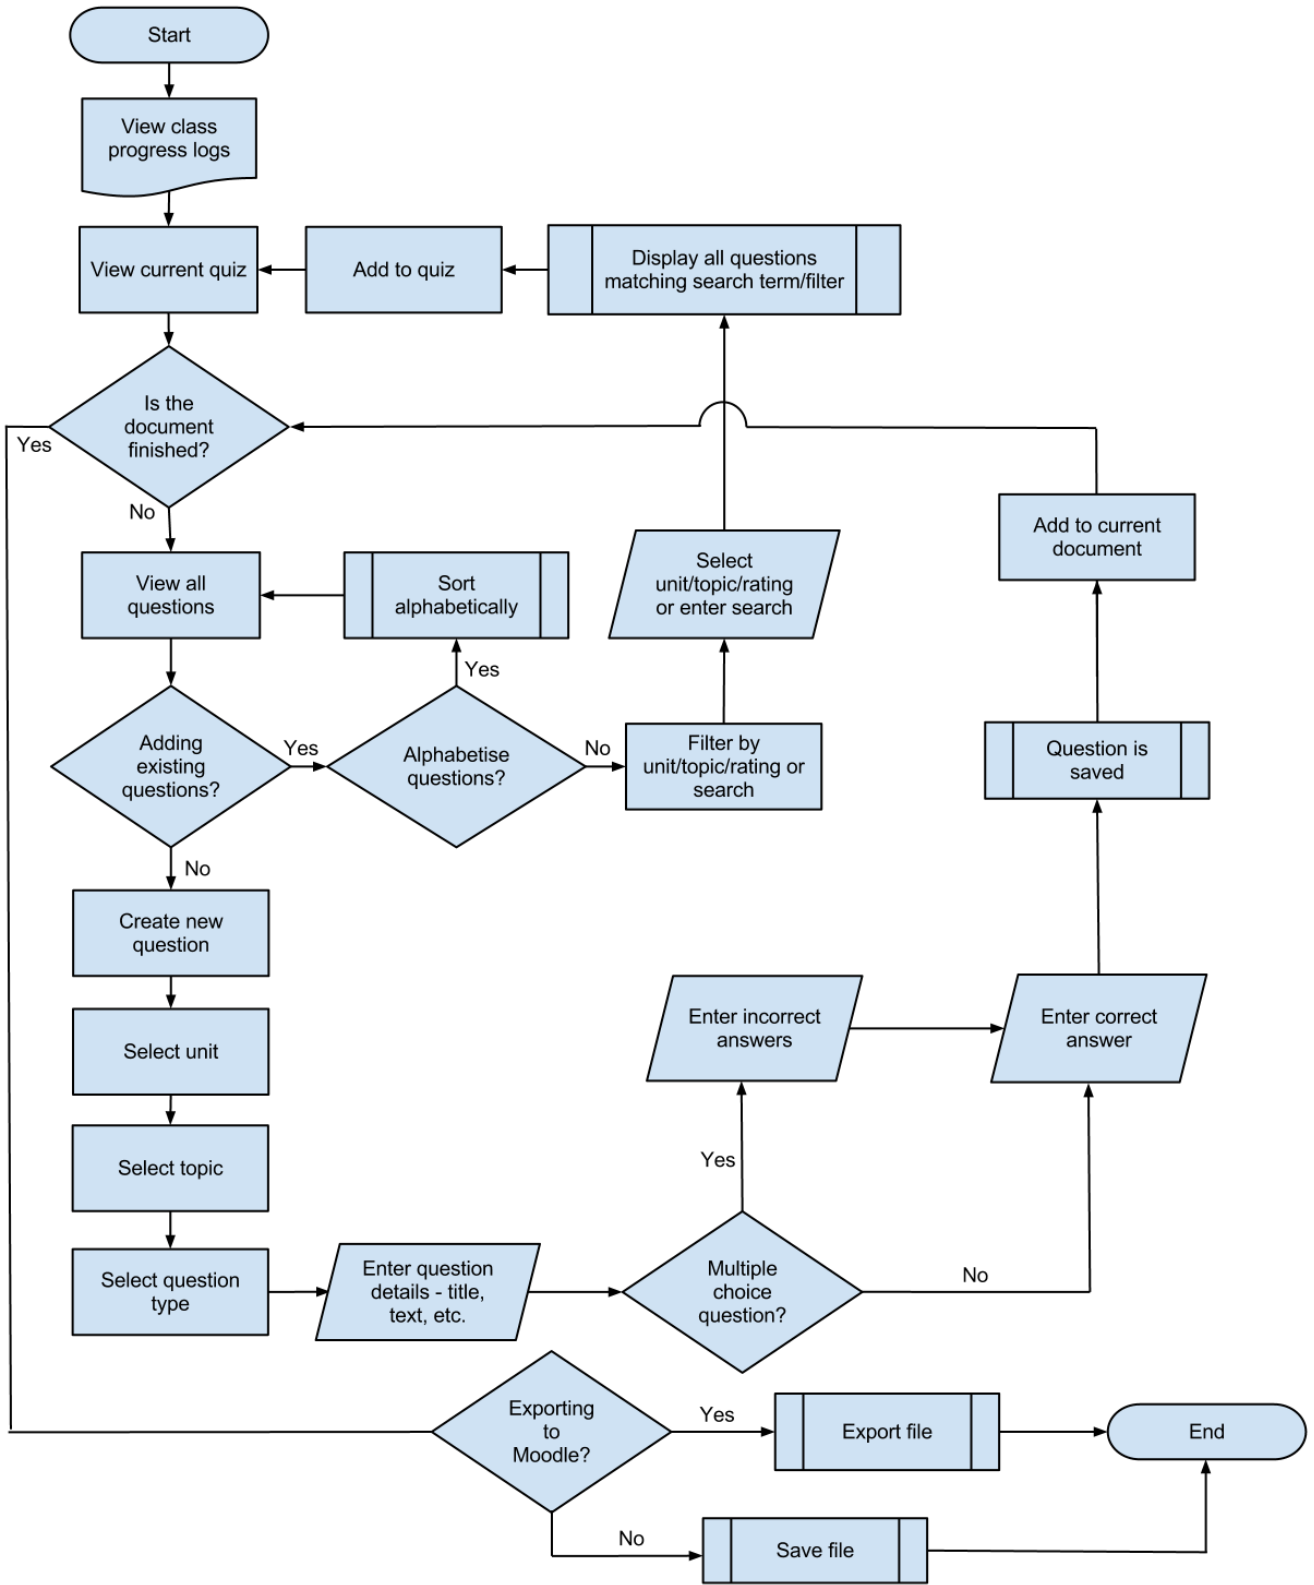 Start
View class
progress logs
View current quiz
Add to quiz
Display all questions
matching search term/filter
Is the
document
finished?
Yes
No
View all
questions
Sort
alphabetically
Select
unit/topic/rating
or enter search
Add to current
document
Yes
Adding
existing
questions?
Yes
Alphabetise
questions?
No
Filter by
unit/topic/rating or
search
Question is
saved
No
Create new
question
Select unit
Enter incorrect
answers
Enter correct
answer
Select topic
Yes
Select question
type
Enter question
details - title,
text, etc.
Multiple
choice
question?
No
Exporting
to
Moodle?
Yes
Export file
End
No
Save file